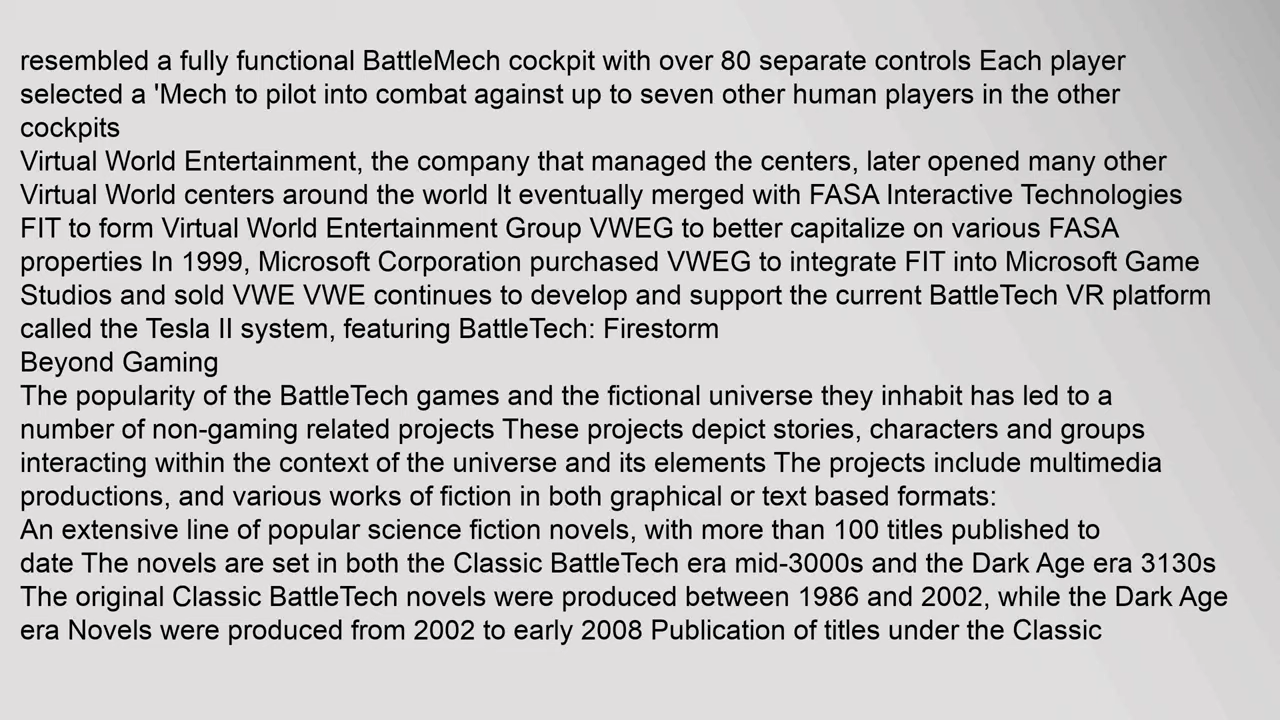 resembled a fully functional BattleMech cockpit with over 80 separate controls Each player
selected a 'Mech to pilot into combat against up to seven other human players in the other
cockpits
Virtual World Entertainment, the company that managed the centers, later opened many other
Virtual World centers around the world It eventually merged with FASA Interactive Technologies
FIT to form Virtual World Entertainment Group VWEG to better capitalize on various FASA
properties In 1999, Microsoft Corporation purchased VWEG to integrate FIT into Microsoft Game
Studios and sold VWE VWE continues to develop and support the current BattleTech VR platform
called the Tesla II system, featuring BattleTech: Firestorm
Beyond Gaming
The popularity of the BattleTech games and the fictional universe they inhabit has led to a
number of non-gaming related projects These projects depict stories, characters and groups
interacting within the context of the universe and its elements The projects include multimedia
productions, and various works of fiction in both graphical or text based formats:
An extensive line of popular science fiction novels, with more than 100 titles published to
date The novels are set in both the Classic BattleTech era mid-3000s and the Dark Age era 3130s
The original Classic BattleTech novels were produced between 1986 and 2002, while the Dark Age
era Novels were produced from 2002 to early 2008 Publication of titles under the Classic